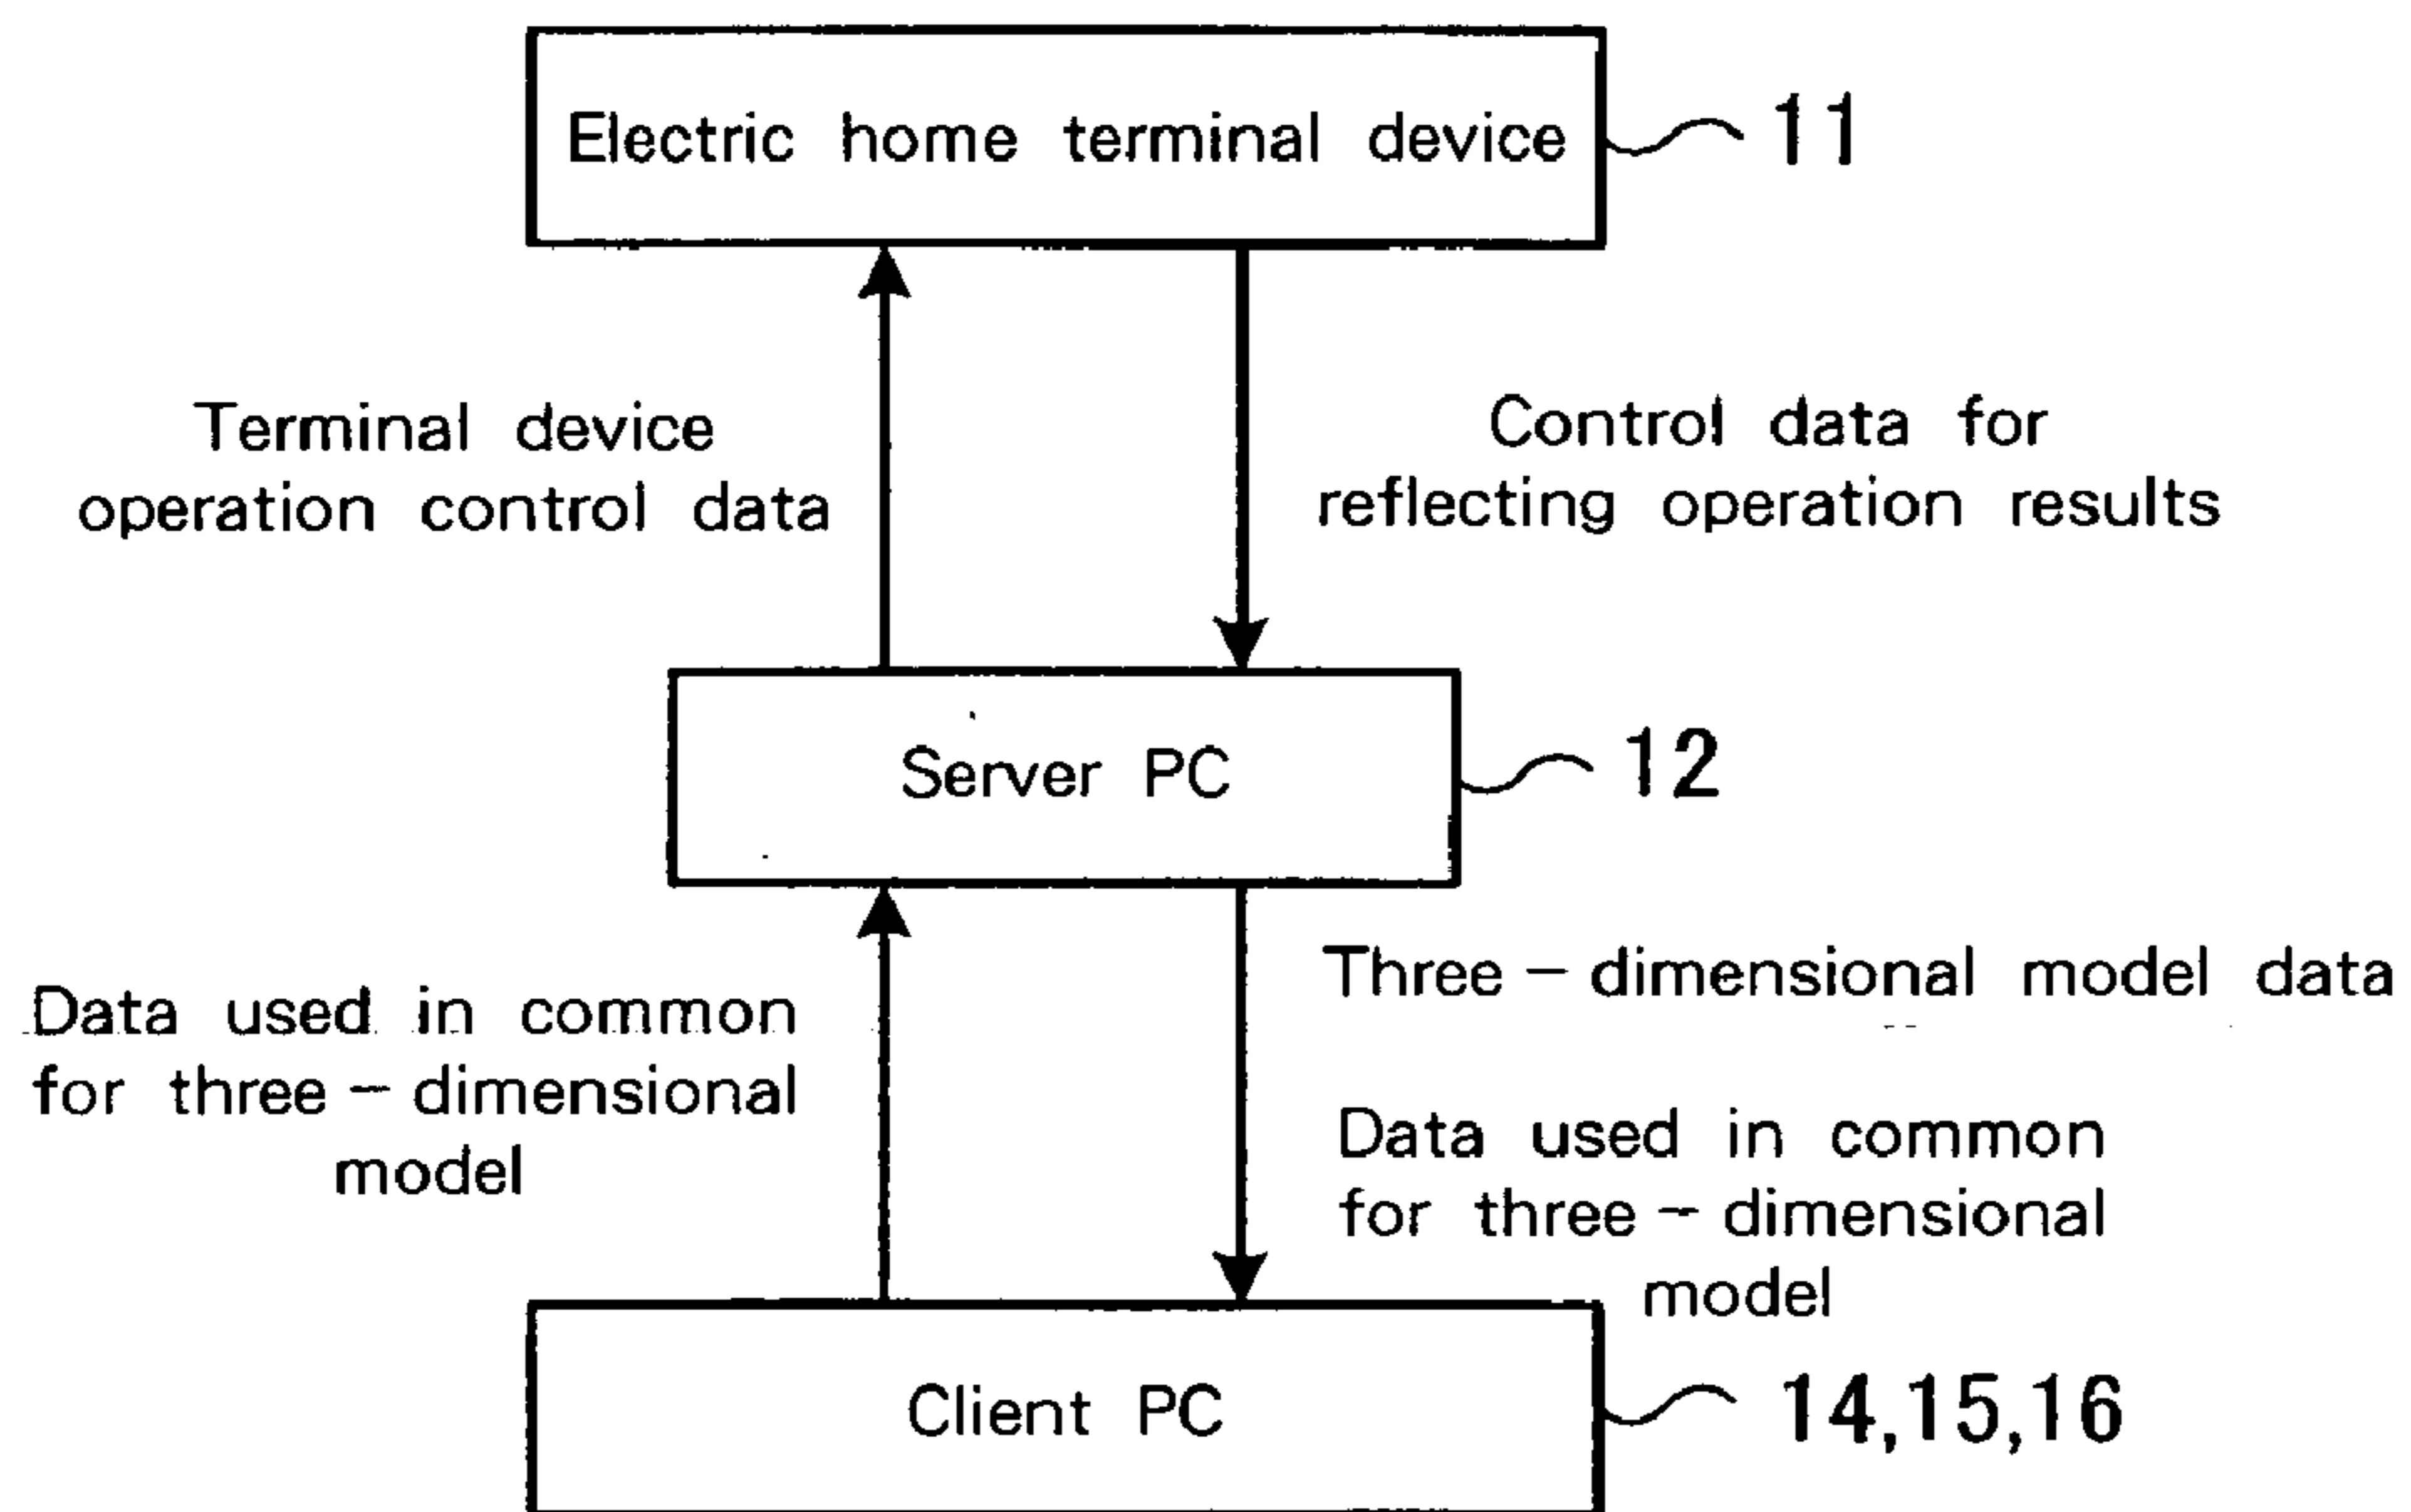 Electric home terminal device
11
Terminal device
operation control data
Control data for
reflecting operation results
Server PC
12
Data used in common
for three-dimensional
model
Three-dimensional model data
Data used in common
for three-dimensional
model
Client PC
14,15,16